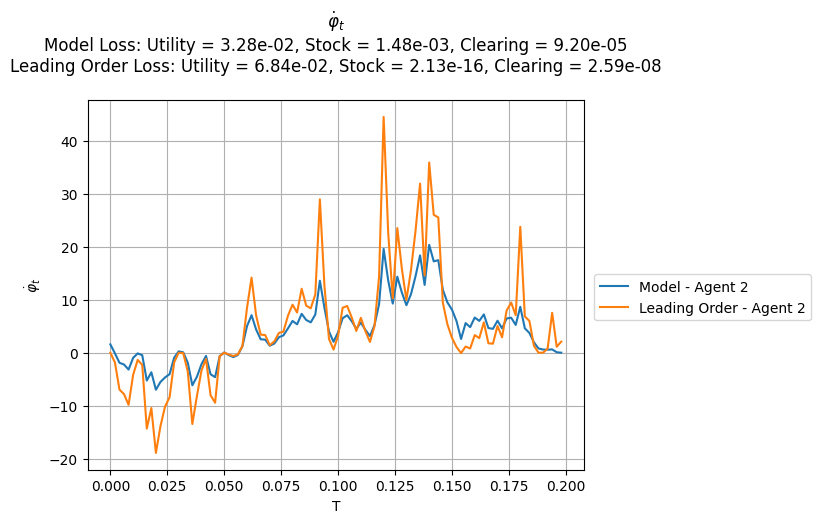 φ̇ₜ
Model Loss: Utility = 3.28e-02, Stock = 1.48e-03, Clearing = 9.20e-05
Leading Order Loss: Utility = 6.84e-02, Stock = 2.13e-16, Clearing = 2.59e-08
40
30
20
10
0
−10
−20
φ̇ₜ
0.000 0.025 0.050 0.075 0.100 0.125 0.150 0.175 0.200
T
Model - Agent 2
Leading Order - Agent 2